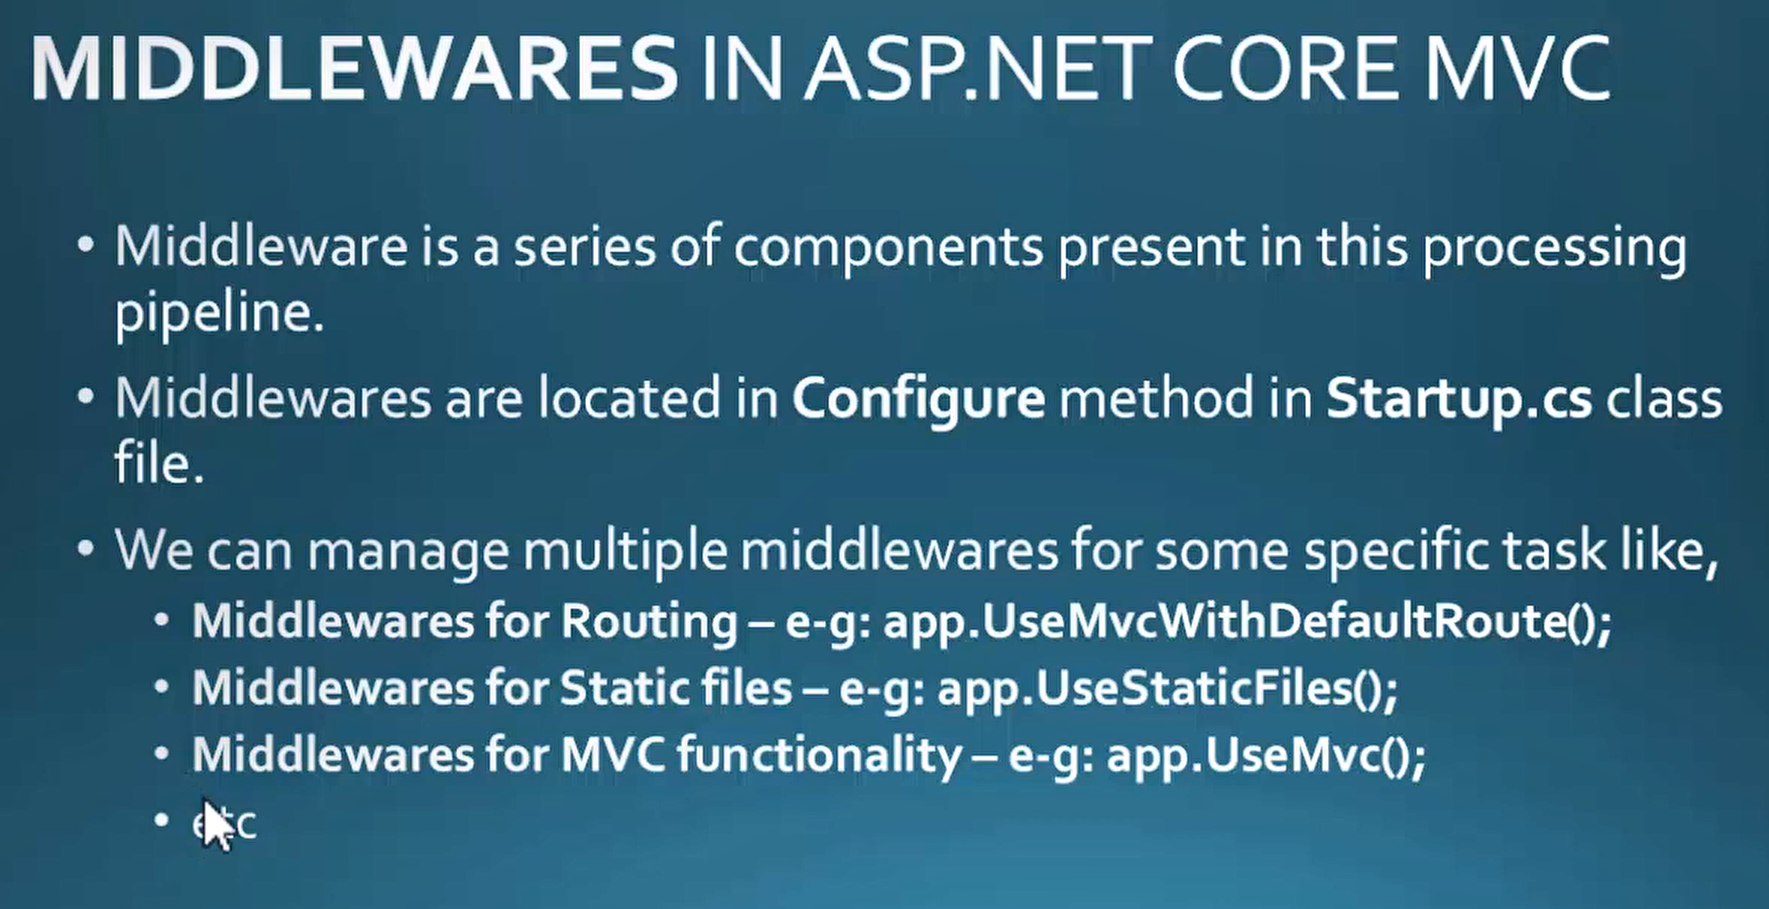 MIDDLEWARES IN ASP.NET CORE MVC
• Middleware is a series of components present in this processing
pipeline.
• Middlewares are located in Configure method in Startup.cs class
file.
• We can manage multiple middlewares for some specific task like,
• Middlewares for Routing – e-g: app.UseMvcWithDefaultRoute();
• Middlewares for Static files – e-g: app.UseStaticFiles();
• Middlewares for MVC functionality – e-g: app.UseMvc();
• etc